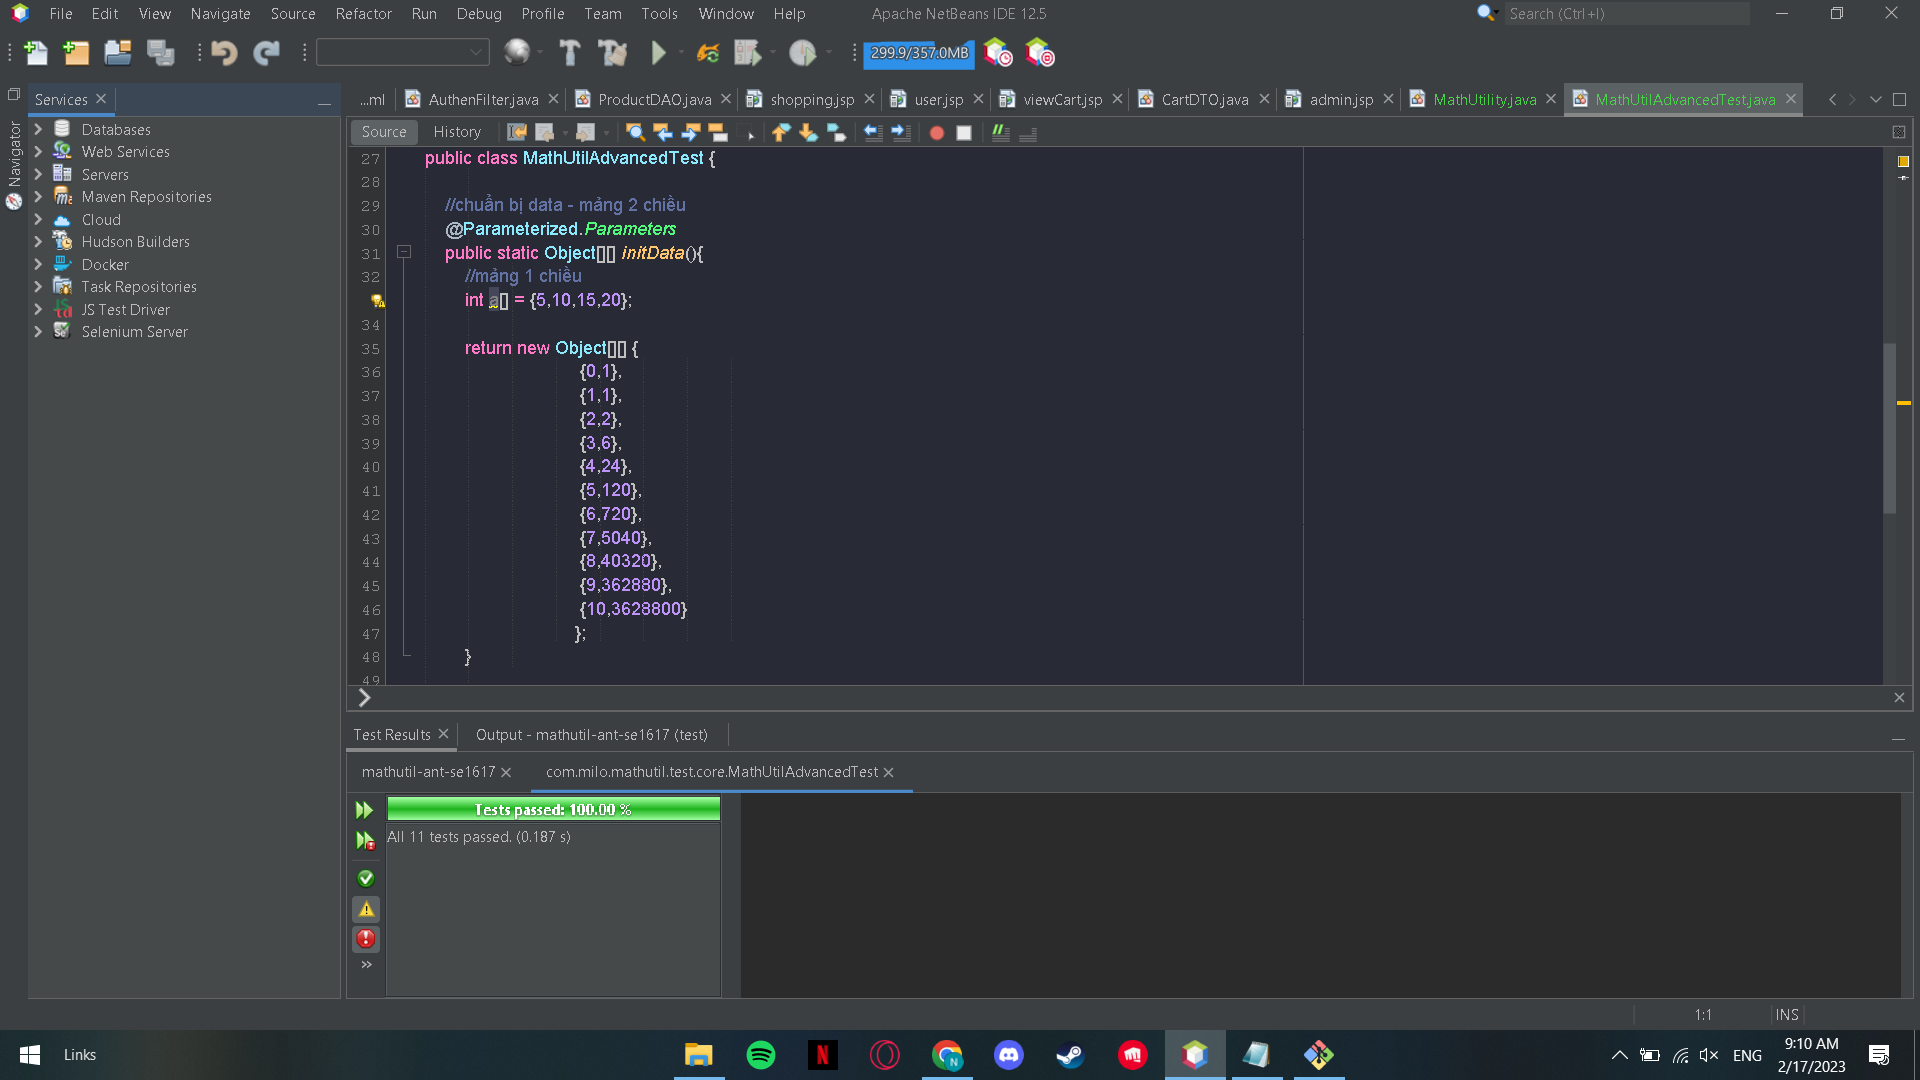 File Edit View Navigate Source Refactor Run Debug Profile Team Tools Window Help Apache NetBeans IDE 12.5 Search (Ctrl+I)
299.9/357.0MB
Services
...ml AuthenFilter.java ProductDAO.java shopping.jsp user.jsp viewCart.jsp CartDTO.java admin.jsp MathUtility.java MathUtilAdvancedTest.java
Navigator
Databases
Web Services
Servers
Maven Repositories
Cloud
Hudson Builders
Docker
Task Repositories
JS Test Driver
Selenium Server
Source History
27 public class MathUtilAdvancedTest {
28
29 //chuẩn bị data - mảng 2 chiều
30 @Parameterized.Parameters
31 public static Object[][] initData(){
32 //mảng 1 chiều
int a[] = {5,10,15,20};
34
35 return new Object[][] {
36 {0,1},
37 {1,1},
38 {2,2},
39 {3,6},
40 {4,24},
41 {5,120},
42 {6,720},
43 {7,5040},
44 {8,40320},
45 {9,362880},
46 {10,3628800}
47 };
48 }
49
Test Results Output - mathutil-ant-se1617 (test)
mathutil-ant-se1617 com.milo.mathutil.test.core.MathUtilAdvancedTest
Tests passed: 100.00 %
All 11 tests passed. (0.187 s)
1:1 INS
Links
ENG
9:10 AM
2/17/2023